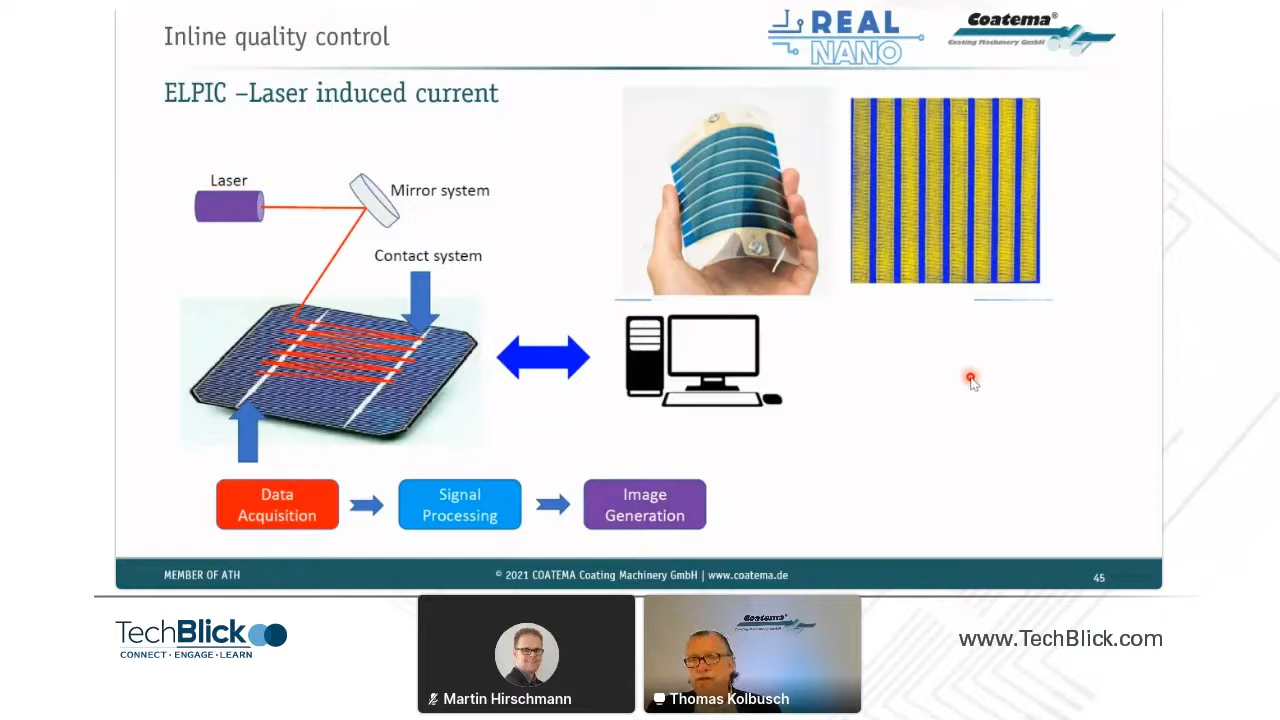 Inline quality control
REAL
NANO
Coatema®
Coating Machinery GmbH
ELPIC –Laser induced current
Laser
Mirror system
Contact system
Data
Acquisition
Signal
Processing
Image
Generation
MEMBER OF ATH
© 2021 COATEMA Coating Machinery GmbH | www.coatema.de
45
TechBlick
CONNECT · ENGAGE · LEARN
Martin Hirschmann
Coatema®
Thomas Kolbusch
www.TechBlick.com